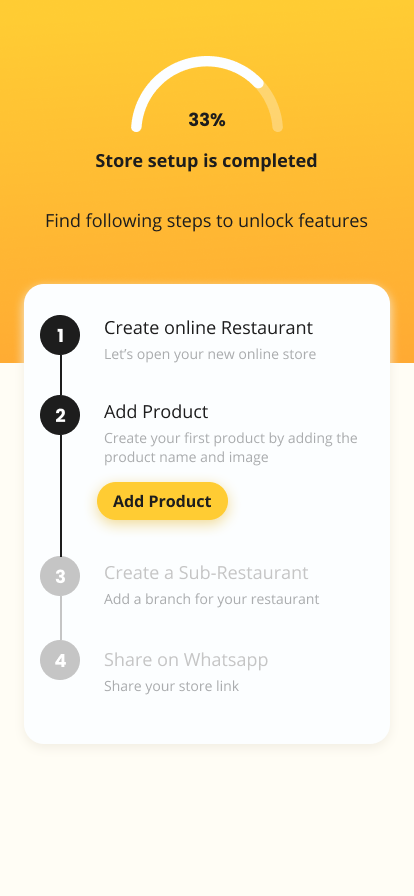 33%
Store setup is completed
Find following steps to unlock features
1
Create online Restaurant
Let’s open your new online store
2
Add Product
Create your first product by adding the
product name and image
Add Product
3
Create a Sub-Restaurant
Add a branch for your restaurant
4
Share on Whatsapp
Share your store link